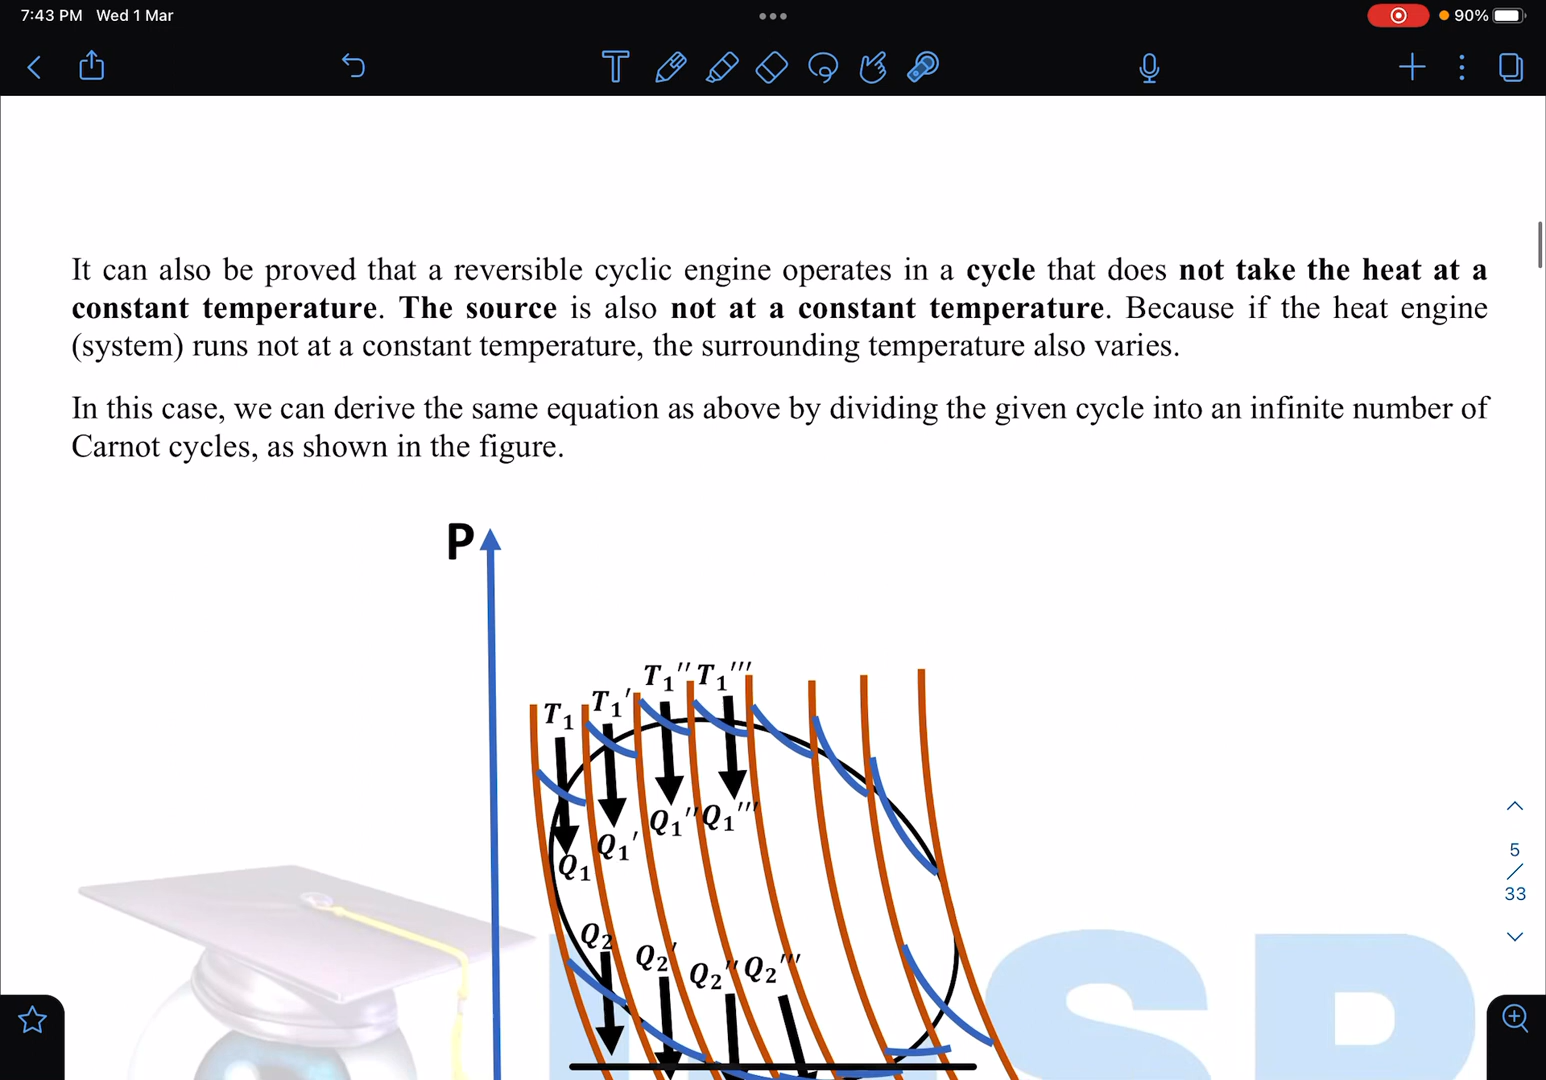 7:43 PM Wed 1 Mar
90%
It can also be proved that a reversible cyclic engine operates in a cycle that does not take the heat at a
constant temperature. The source is also not at a constant temperature. Because if the heat engine
(system) runs not at a constant temperature, the surrounding temperature also varies.
In this case, we can derive the same equation as above by dividing the given cycle into an infinite number of
Carnot cycles, as shown in the figure.
P
T₁ T₁′ T₁″ T₁‴
Q₁ Q₁′ Q₁″ Q₁‴
Q₂ Q₂′ Q₂″ Q₂‴
5
/
33